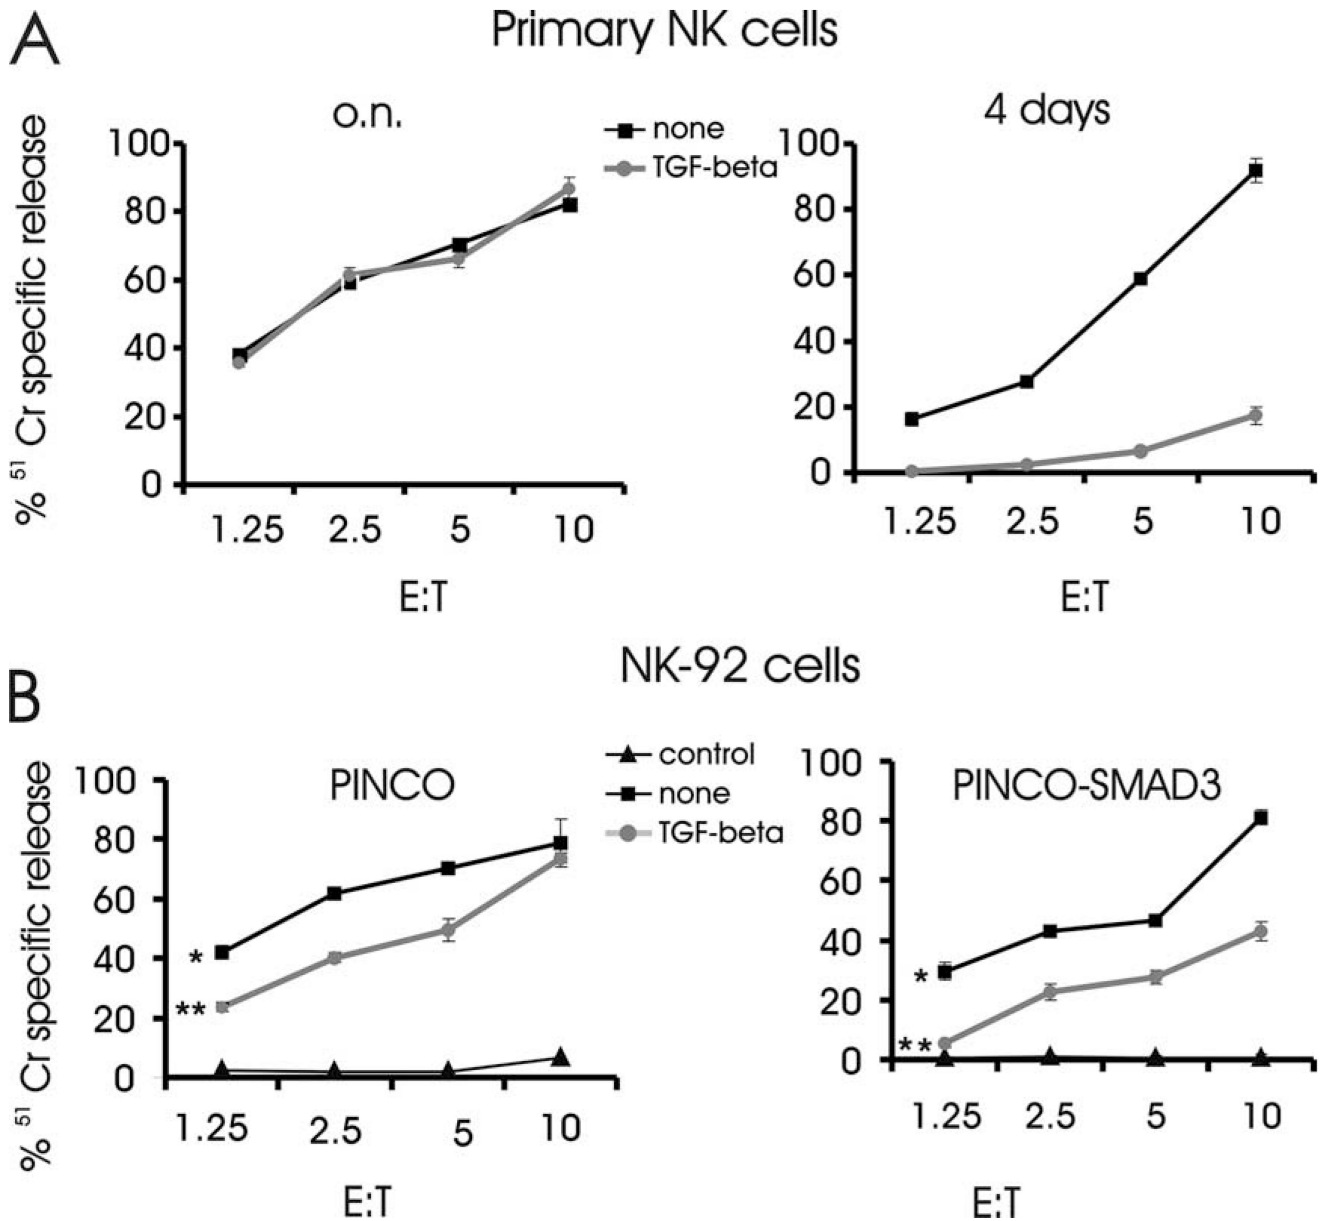 A
Primary NK cells
o.n.
none
TGF-beta
4 days
% 51 Cr specific release
100
80
60
40
20
0
1.25 2.5 5 10
E:T
100
80
60
40
20
0
1.25 2.5 5 10
E:T
B
NK-92 cells
PINCO
control
none
TGF-beta
PINCO-SMAD3
% 51 Cr specific release
100
80
60
40
20
0
*
**
1.25 2.5 5 10
E:T
100
80
60
40
20
0
*
**
1.25 2.5 5 10
E:T